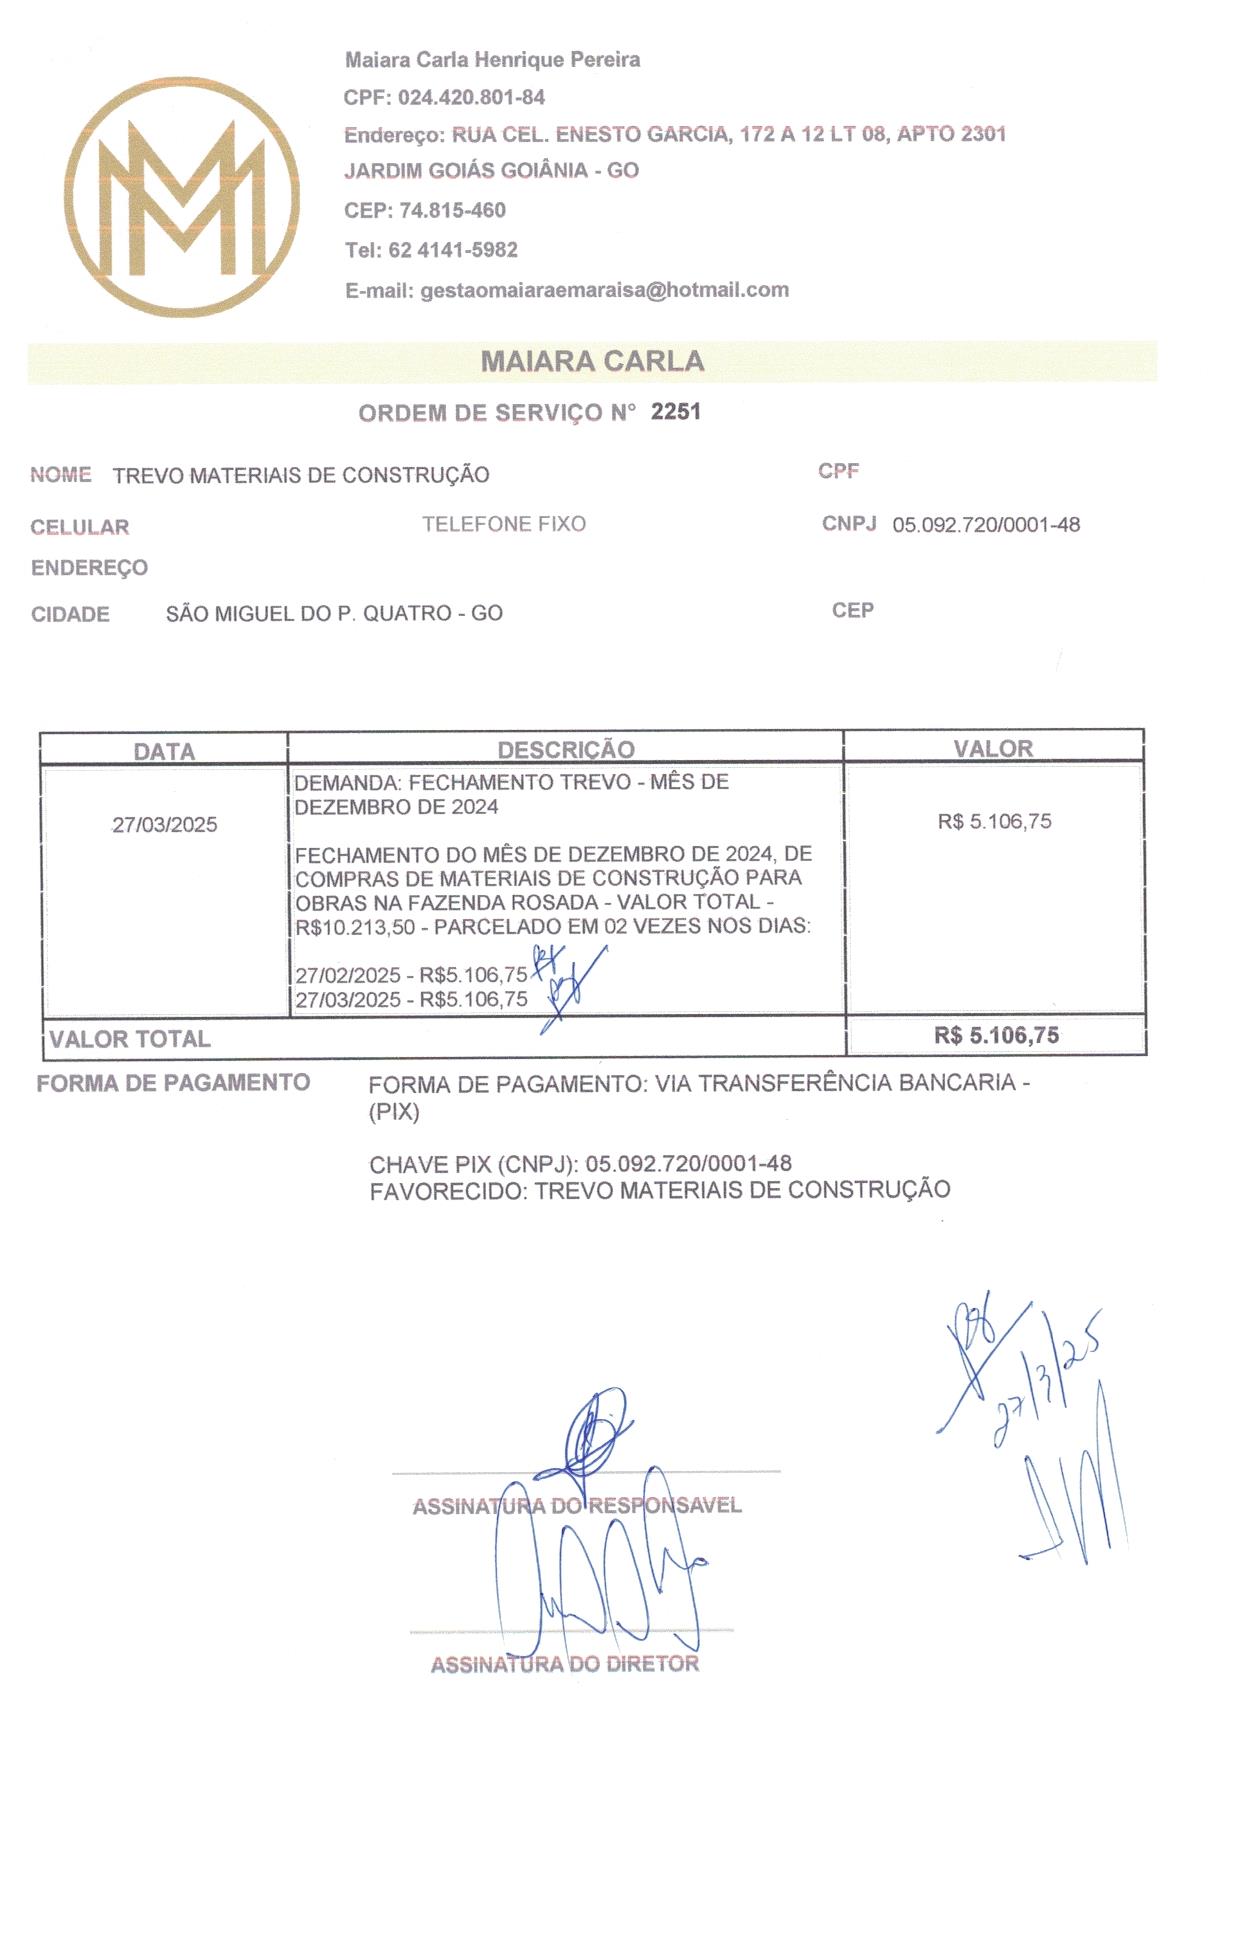 Maiara Carla Henrique Pereira
CPF: 024.420.801-84
Endereço: RUA CEL. ENESTO GARCIA, 172 A 12 LT 08, APTO 2301
JARDIM GOIÁS GOIÂNIA - GO
CEP: 74.815-460
Tel: 62 4141-5982
E-mail: gestaomaiaraemaraisa@hotmail.com
MAIARA CARLA
ORDEM DE SERVIÇO N° 2251
NOME TREVO MATERIAIS DE CONSTRUÇÃO CPF
CELULAR TELEFONE FIXO CNPJ 05.092.720/0001-48
ENDEREÇO
CIDADE SÃO MIGUEL DO P. QUATRO - GO CEP
DATA DESCRIÇÃO VALOR
DEMANDA: FECHAMENTO TREVO - MÊS DE
DEZEMBRO DE 2024
27/03/2025 R$ 5.106,75
FECHAMENTO DO MÊS DE DEZEMBRO DE 2024, DE
COMPRAS DE MATERIAIS DE CONSTRUÇÃO PARA
OBRAS NA FAZENDA ROSADA - VALOR TOTAL -
R$10.213,50 - PARCELADO EM 02 VEZES NOS DIAS:
27/02/2025 - R$5.106,75
27/03/2025 - R$5.106,75
VALOR TOTAL R$ 5.106,75
FORMA DE PAGAMENTO FORMA DE PAGAMENTO: VIA TRANSFERÊNCIA BANCARIA -
(PIX)
CHAVE PIX (CNPJ): 05.092.720/0001-48
FAVORECIDO: TREVO MATERIAIS DE CONSTRUÇÃO
27/3/25
ASSINATURA DO RESPONSAVEL
ASSINATURA DO DIRETOR